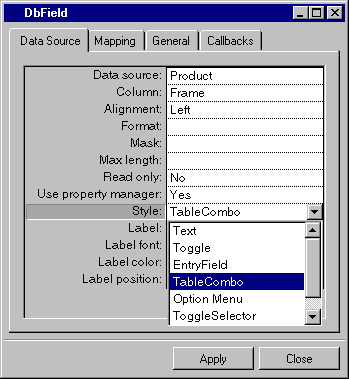 DbField
Data Source Mapping General Callbacks
Data source: Product
Column: Frame
Alignment: Left
Format:
Mask:
Max length:
Read only: No
Use property manager: Yes
Style: TableCombo
Label: Text
Label font: Toggle
Label color: EntryField
Label position: TableCombo
Option Menu
ToggleSelector
Apply Close